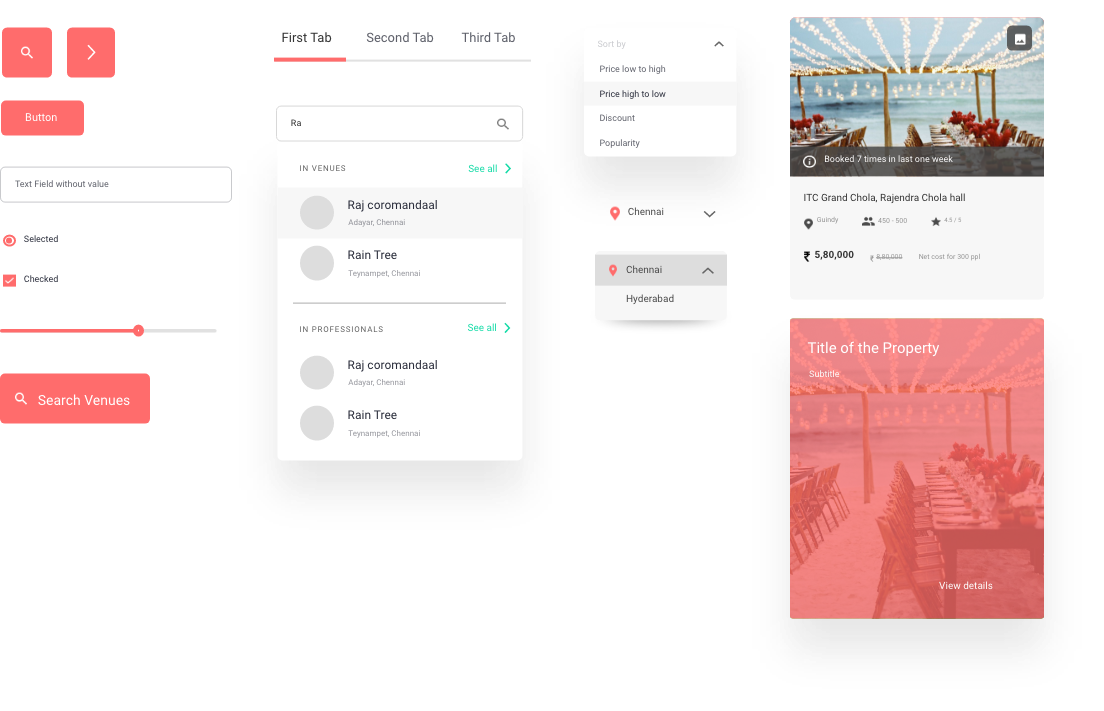 Button
Text Field without value
Selected
Checked
Search Venues
First Tab Second Tab Third Tab
Ra
IN VENUES See all
Raj coromandaal
Adayar, Chennai
Rain Tree
Teynampet, Chennai
IN PROFESSIONALS See all
Raj coromandaal
Adayar, Chennai
Rain Tree
Teynampet, Chennai
Sort by
Price low to high
Price high to low
Discount
Popularity
Chennai
Chennai
Hyderabad
Booked 7 times in last one week
ITC Grand Chola, Rajendra Chola hall
Guindy 450 - 500 4.5 / 5
₹ 5,80,000 ₹ 8,80,000 Net cost for 300 ppl
Title of the Property
Subtitle
View details